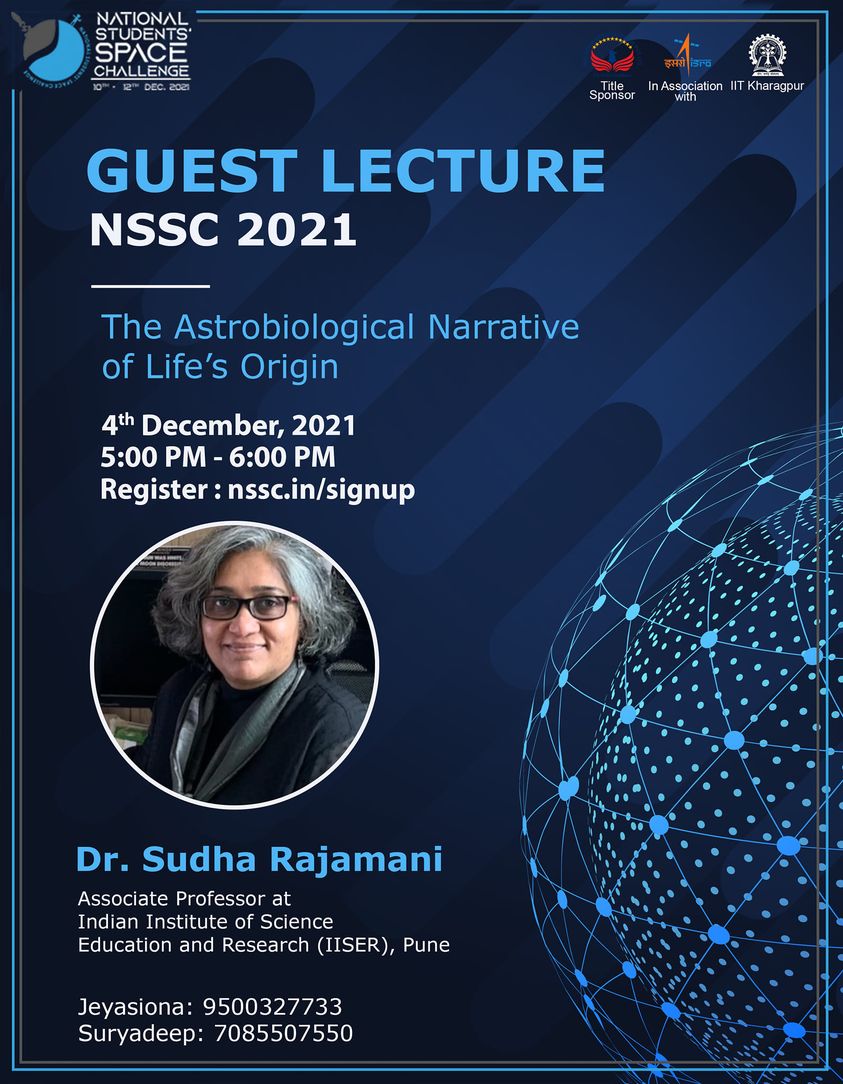 NATIONAL
STUDENTS'
SPACE
CHALLENGE
10TH - 12TH DEC. 2021
Title
Sponsor
इसरो isro
In Association
with
IIT Kharagpur
GUEST LECTURE
NSSC 2021
The Astrobiological Narrative
of Life’s Origin
4th December, 2021
5:00 PM - 6:00 PM
Register : nssc.in/signup
Dr. Sudha Rajamani
Associate Professor at
Indian Institute of Science
Education and Research (IISER), Pune
Jeyasiona: 9500327733
Suryadeep: 7085507550